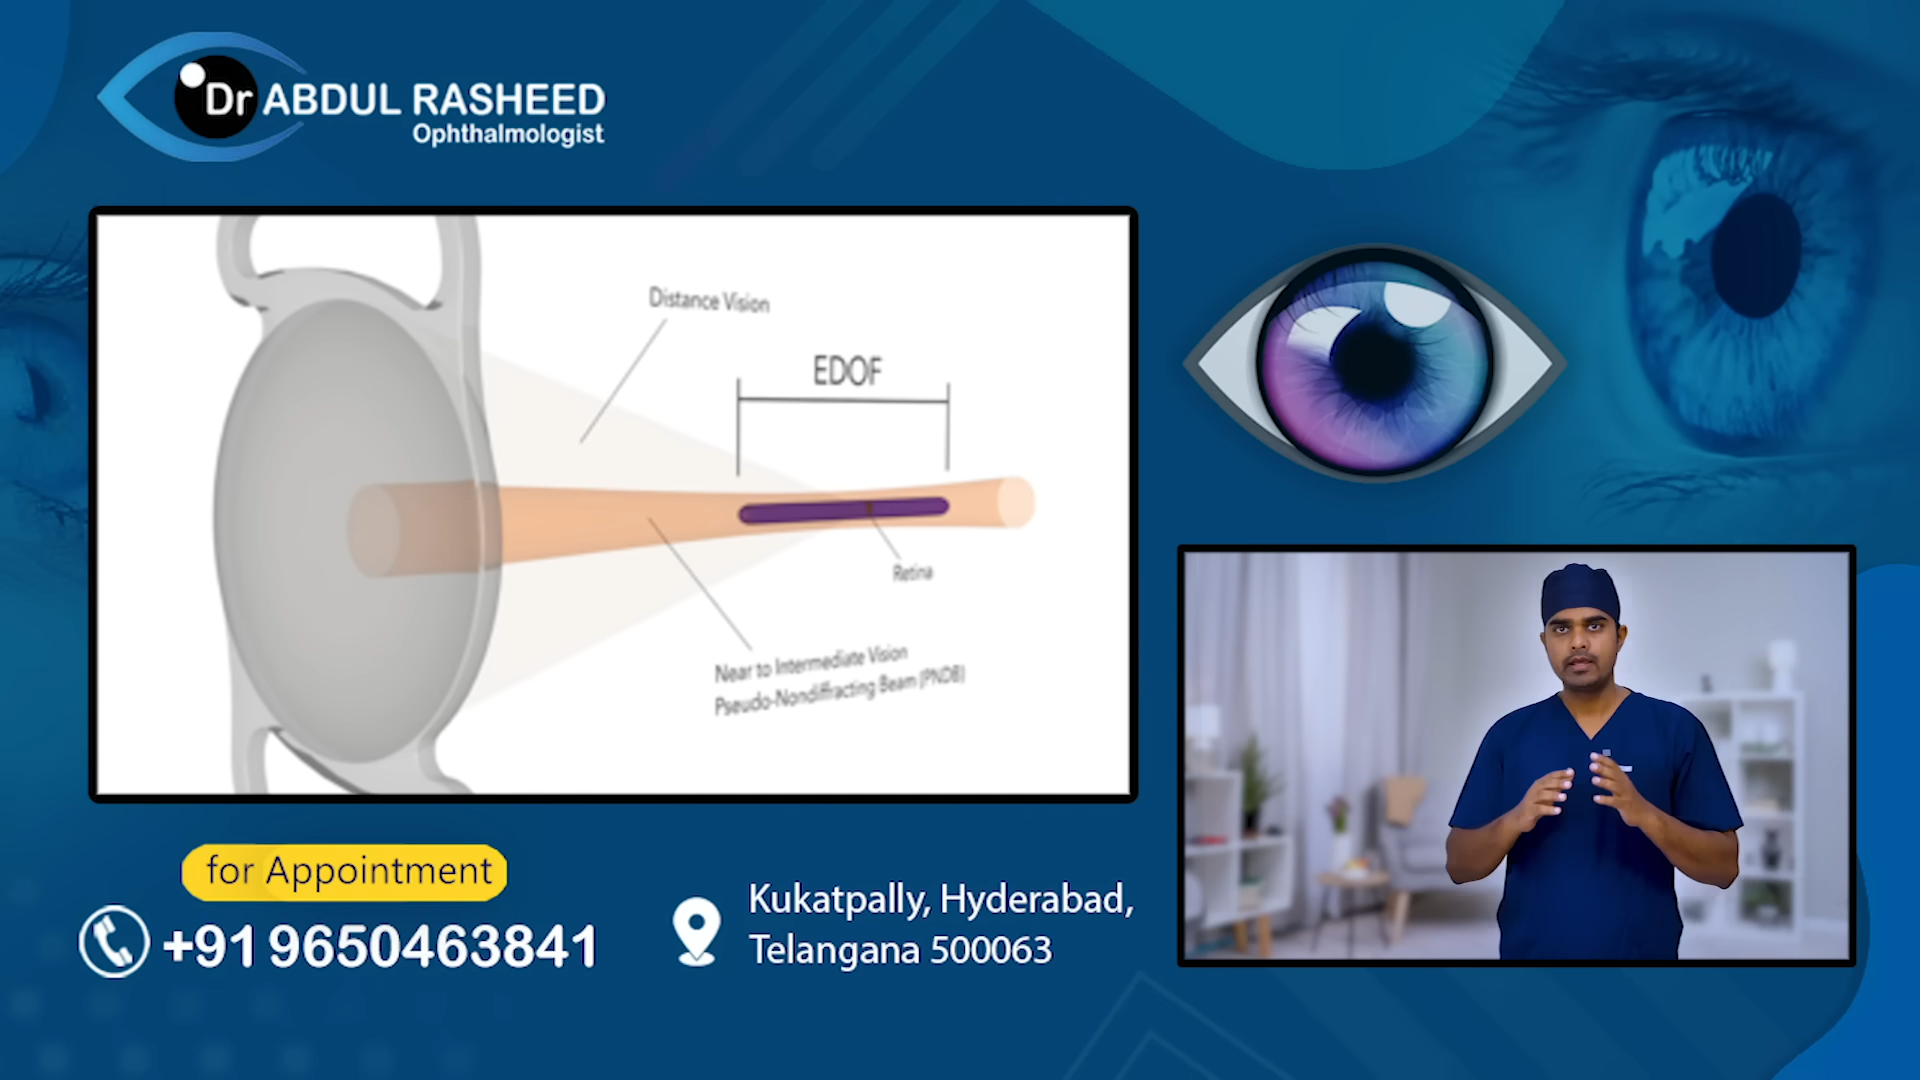 Dr ABDUL RASHEED
Ophthalmologist
Distance Vision
EDOF
Retina
Near to Intermediate Vision
Pseudo-Nondiffracting Beam (PNDB)
for Appointment
+91 9650463841
Kukatpally, Hyderabad,
Telangana 500063